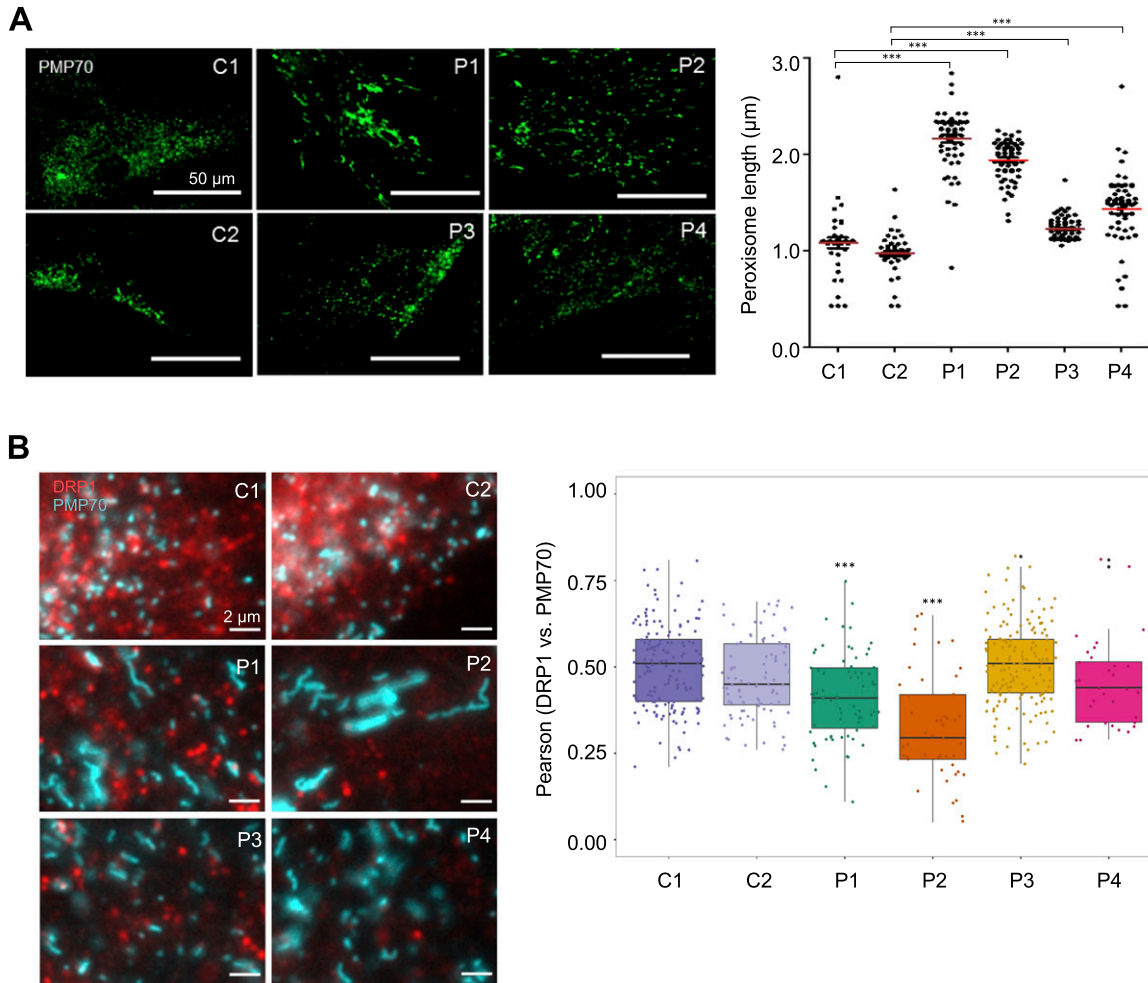 A
PMP70
C1
P1
P2
50 μm
C2
P3
P4
***
***
***
***
Peroxisome length (μm)
3.0
2.0
1.0
0.0
C1 C2 P1 P2 P3 P4
B
DRP1
PMP70
C1
C2
2 μm
P1
P2
P3
P4
Pearson (DRP1 vs. PMP70)
1.00
0.75
0.50
0.25
0.00
***
***
C1 C2 P1 P2 P3 P4